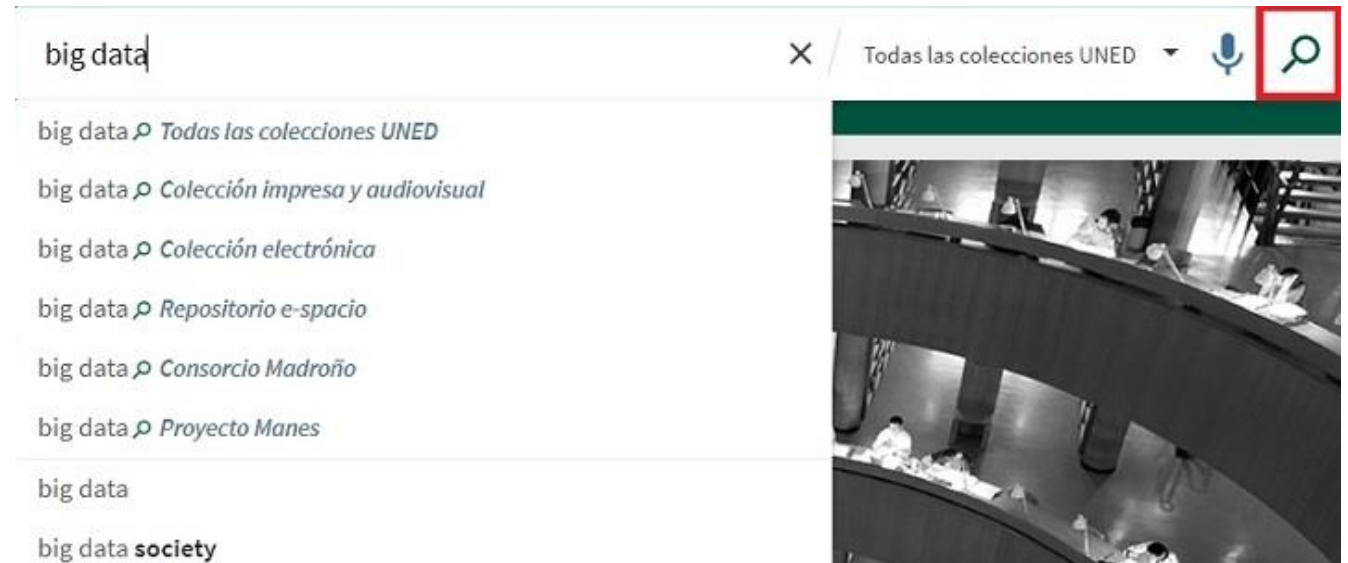 big data Todas las colecciones UNED
big data Todas las colecciones UNED
big data Colección impresa y audiovisual
big data Colección electrónica
big data Repositorio e-spacio
big data Consorcio Madroño
big data Proyecto Manes
big data
big data society